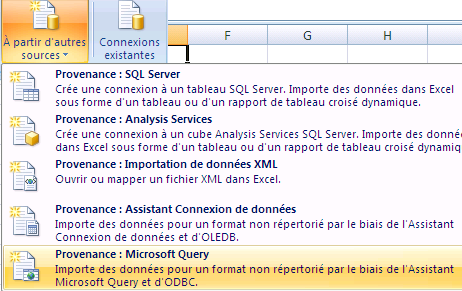 À partir d'autres
sources
Connexions
existantes
F
G
H
Provenance : SQL Server
Crée une connexion à un tableau SQL Server. Importe des données dans Excel
sous forme d'un tableau ou d'un rapport de tableau croisé dynamique.
Provenance : Analysis Services
Crée une connexion à un cube Analysis Services SQL Server. Importe des donné
dans Excel sous forme d'un tableau ou d'un rapport de tableau croisé dynamiq
Provenance : Importation de données XML
Ouvrir ou mapper un fichier XML dans Excel.
Provenance : Assistant Connexion de données
Importe des données pour un format non répertorié par le biais de l'Assistant
Connexion de données et d'OLEDB.
Provenance : Microsoft Query
Importe des données pour un format non répertorié par le biais de l'Assistant
Microsoft Query et d'ODBC.